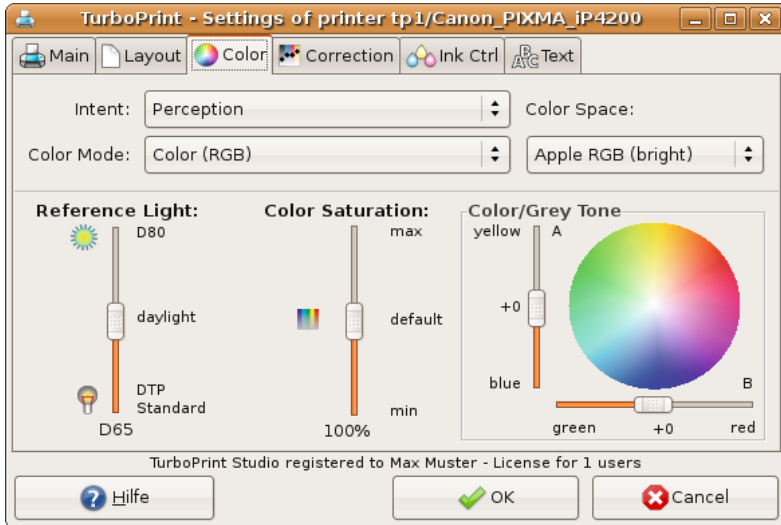 TurboPrint - Settings of printer tp1/Canon_PIXMA_iP4200
Main Layout Color Correction Ink Ctrl ABC Text
Intent: Perception Color Space:
Color Mode: Color (RGB) Apple RGB (bright)
Reference Light: Color Saturation: Color/Grey Tone
D80 max yellow A
daylight default +0
DTP
Standard
blue B
min
D65 100% green +0 red
TurboPrint Studio registered to Max Muster - License for 1 users
Hilfe OK Cancel